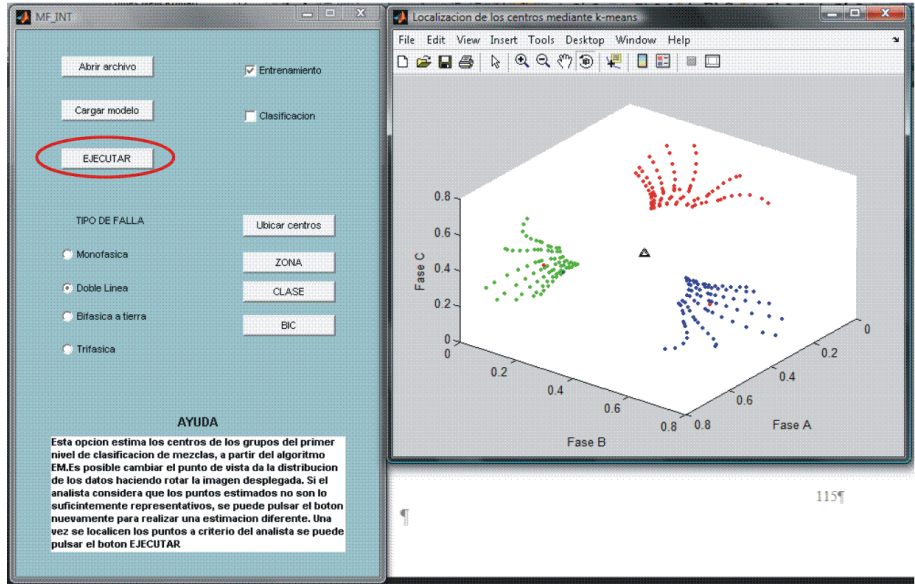 MF_INT
Abrir archivo
Entrenamiento
Cargar modelo
Clasificacion
EJECUTAR
TIPO DE FALLA
Ubicar centros
Monofasica
ZONA
Doble Linea
CLASE
Bifasica a tierra
BIC
Trifasica
AYUDA
Esta opcion estima los centros de los grupos del primer
nivel de clasificacion de mezclas, a partir del algoritmo
EM.Es posible cambiar el punto de vista da la distribucion
de los datos haciendo rotar la imagen desplegada. Si el
analista considera que los puntos estimados no son lo
suficintemente representativos, se puede pulsar el boton
nuevamente para realizar una estimacion diferente. Una
vez se localicen los puntos a criterio del analista se puede
pulsar el boton EJECUTAR
Localizacion de los centros mediante k-means
File Edit View Insert Tools Desktop Window Help
0.8
0.6
0.4
0.2
0
Fase C
0
0.2
0.4
0.6
0.8
Fase B
0.8
0.6
0.4
0.2
0
Fase A
115¶
¶